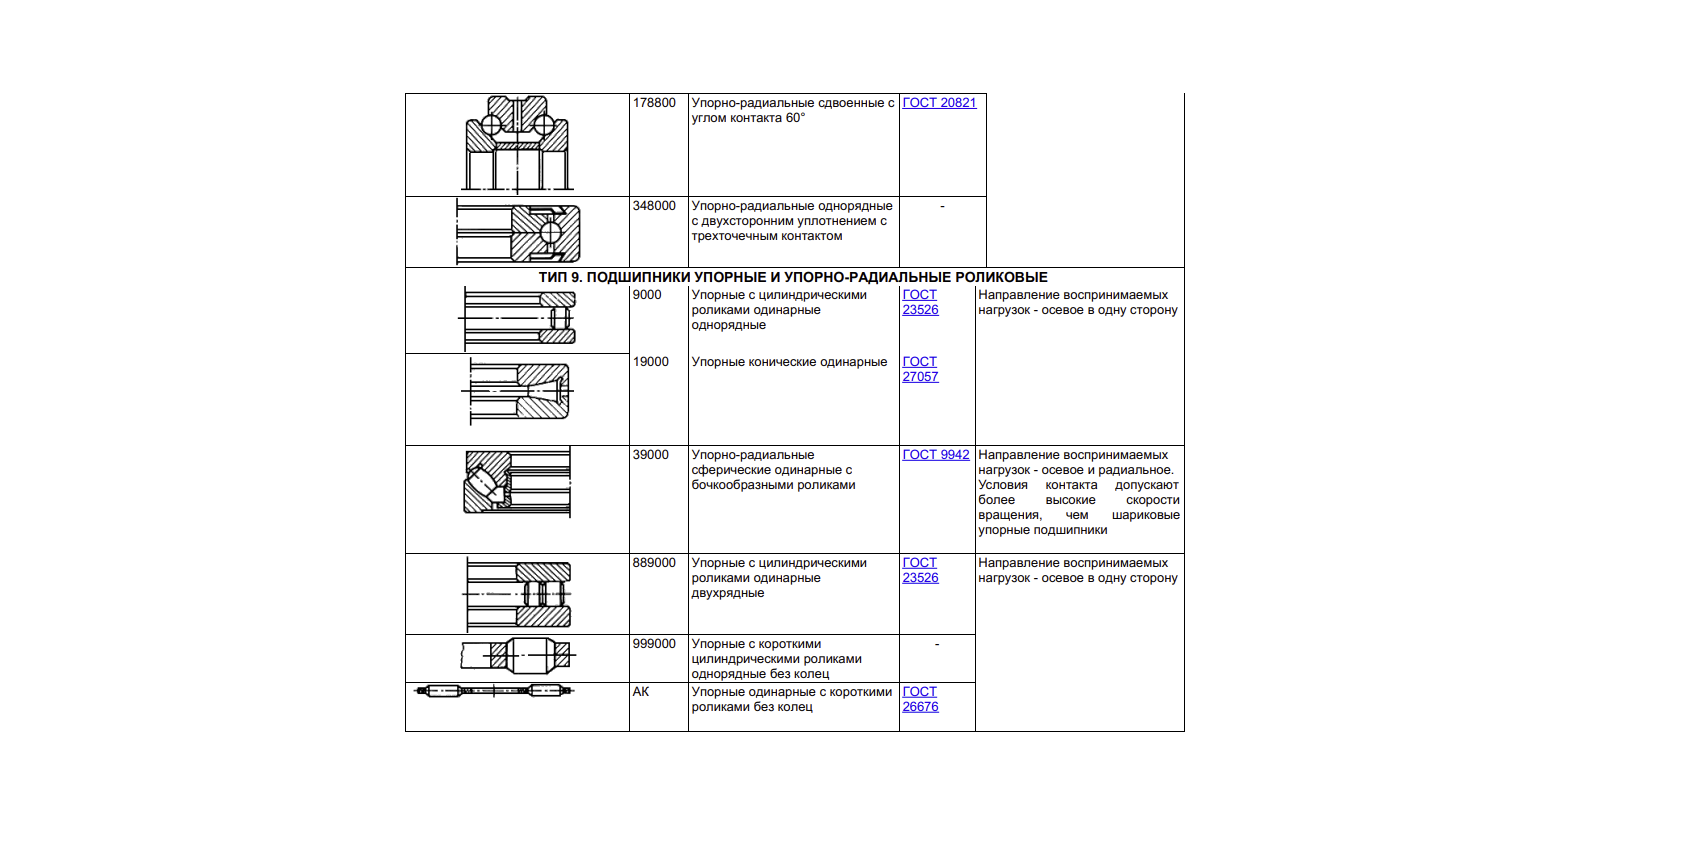 178800
Упорно-радиальные сдвоенные с
углом контакта 60°
ГОСТ 20821
348000
Упорно-радиальные однорядные
с двухсторонним уплотнением с
трехточечным контактом
-
ТИП 9. ПОДШИПНИКИ УПОРНЫЕ И УПОРНО-РАДИАЛЬНЫЕ РОЛИКОВЫЕ
9000
Упорные с цилиндрическими
роликами одинарные
однорядные
ГОСТ
23526
Направление воспринимаемых
нагрузок - осевое в одну сторону
19000
Упорные конические одинарные
ГОСТ
27057
39000
Упорно-радиальные
сферические одинарные с
бочкообразными роликами
ГОСТ 9942
Направление воспринимаемых
нагрузок - осевое и радиальное.
Условия контакта допускают
более высокие скорости
вращения, чем шариковые
упорные подшипники
889000
Упорные с цилиндрическими
роликами одинарные
двухрядные
ГОСТ
23526
Направление воспринимаемых
нагрузок - осевое в одну сторону
999000
Упорные с короткими
цилиндрическими роликами
однорядные без колец
-
АК
Упорные одинарные с короткими
роликами без колец
ГОСТ
26676